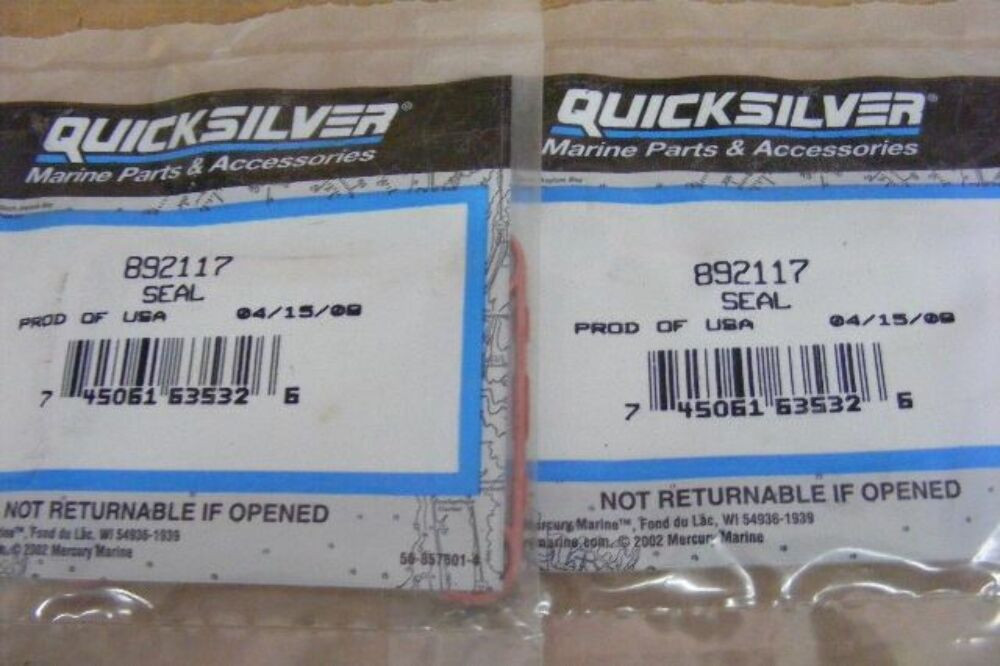 QUICKSILVER®
Marine Parts & Accessories
892117
SEAL
PROD OF USA 04/15/08
7 45061 63532 6
NOT RETURNABLE IF OPENED
™, Fond du Lac, WI 54936-1939
© 2002 Mercury Marine
QUICKSILVER®
Marine Parts & Accessories
892117
SEAL
PROD OF USA 04/15/08
7 45061 63532 6
NOT RETURNABLE IF OPENED
Marine™, Fond du Lac, WI 54936-1939
marine.com. © 2002 Mercury Marine